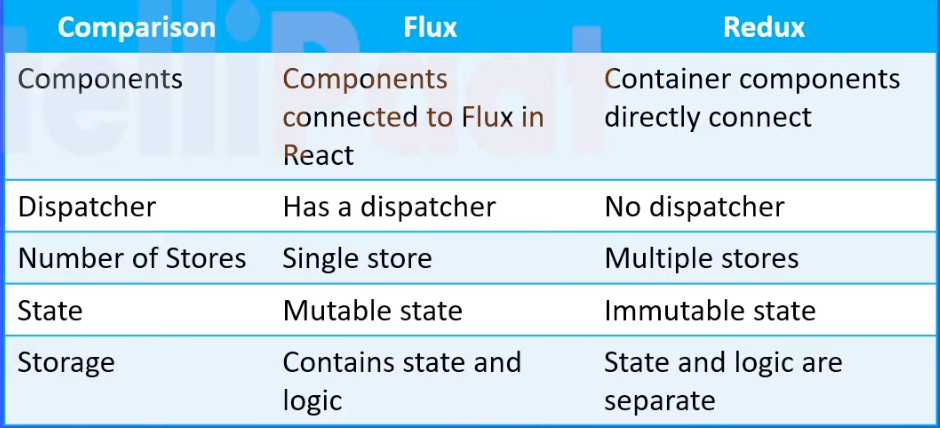 Comparison Flux Redux
Components Components Container components
connected to Flux in directly connect
React
Dispatcher Has a dispatcher No dispatcher
Number of Stores Single store Multiple stores
State Mutable state Immutable state
Storage Contains state and State and logic are
logic separate